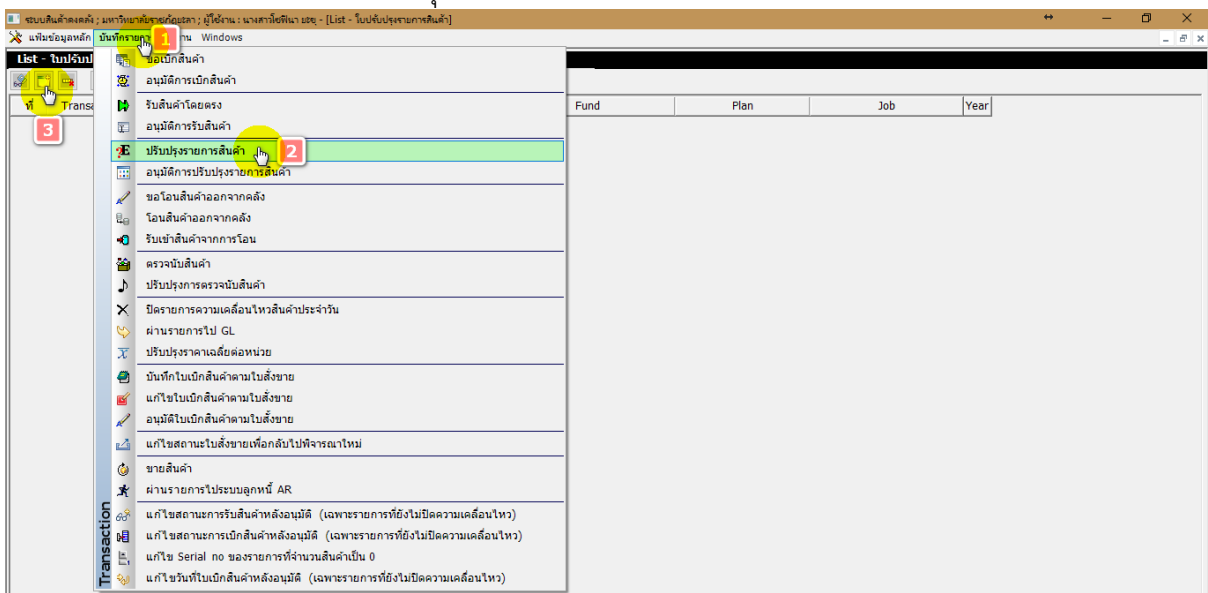 ระบบสินค้าคงคลัง ; มหาวิทยาลัยราชภัฏยะลา ; ผู้ใช้งาน : นางสาวโซฟีนา - [List - ใบปรับปรุงรายการสินค้า]
แฟ้มข้อมูลหลัก บันทึกราย 1 าน Windows
List - ใบปรับป
ขอเบิกสินค้า
อนุมัติการเบิกสินค้า
ที่ Transa Fund Plan Job Year
3
รับสินค้าโดยตรง
อนุมัติการรับสินค้า
ปรับปรุงรายการสินค้า 2
อนุมัติการปรับปรุงรายการสินค้า
ขอโอนสินค้าออกจากคลัง
โอนสินค้าออกจากคลัง
รับเข้าสินค้าจากการโอน
ตรวจนับสินค้า
ปรับปรุงการตรวจนับสินค้า
ปิดรายการความเคลื่อนไหวสินค้าประจำวัน
ผ่านรายการไป GL
ปรับปรุงราคาเฉลี่ยต่อหน่วย
บันทึกใบเบิกสินค้าตามใบสั่งขาย
แก้ไขใบเบิกสินค้าตามใบสั่งขาย
อนุมัติใบเบิกสินค้าตามใบสั่งขาย
แก้ไขสถานะใบสั่งขายเพื่อกลับไปพิจารณาใหม่
ขายสินค้า
ผ่านรายการไประบบลูกหนี้ AR
แก้ไขสถานะการรับสินค้าหลังอนุมัติ (เฉพาะรายการที่ยังไม่ปิดความเคลื่อนไหว)
แก้ไขสถานะการเบิกสินค้าหลังอนุมัติ (เฉพาะรายการที่ยังไม่ปิดความเคลื่อนไหว)
แก้ไข Serial no ของรายการที่จำนวนสินค้าเป็น 0
แก้ไขวันที่ใบเบิกสินค้าหลังอนุมัติ (เฉพาะรายการที่ยังไม่ปิดความเคลื่อนไหว)
Transaction